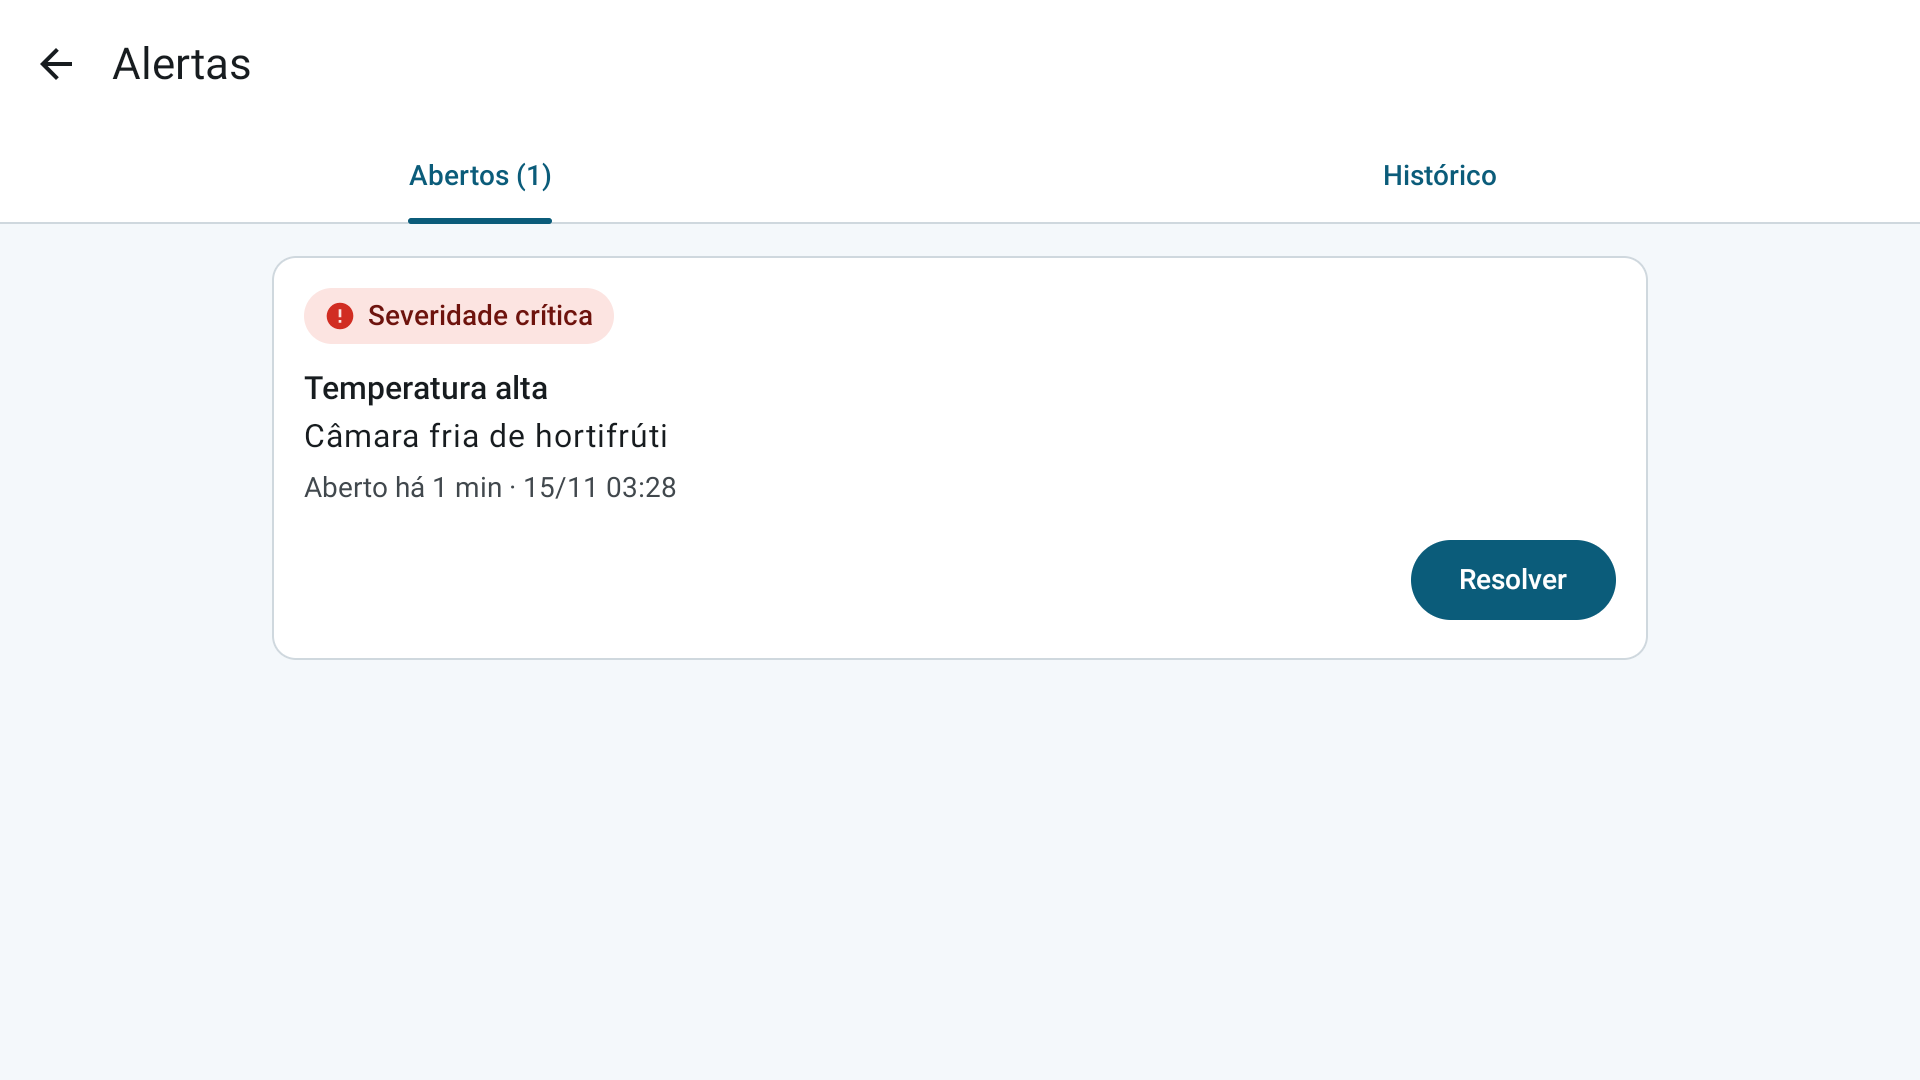 Alertas
Abertos (1)
Histórico
Severidade crítica
Temperatura alta
Câmara fria de hortifrúti
Aberto há 1 min · 15/11 03:28
Resolver